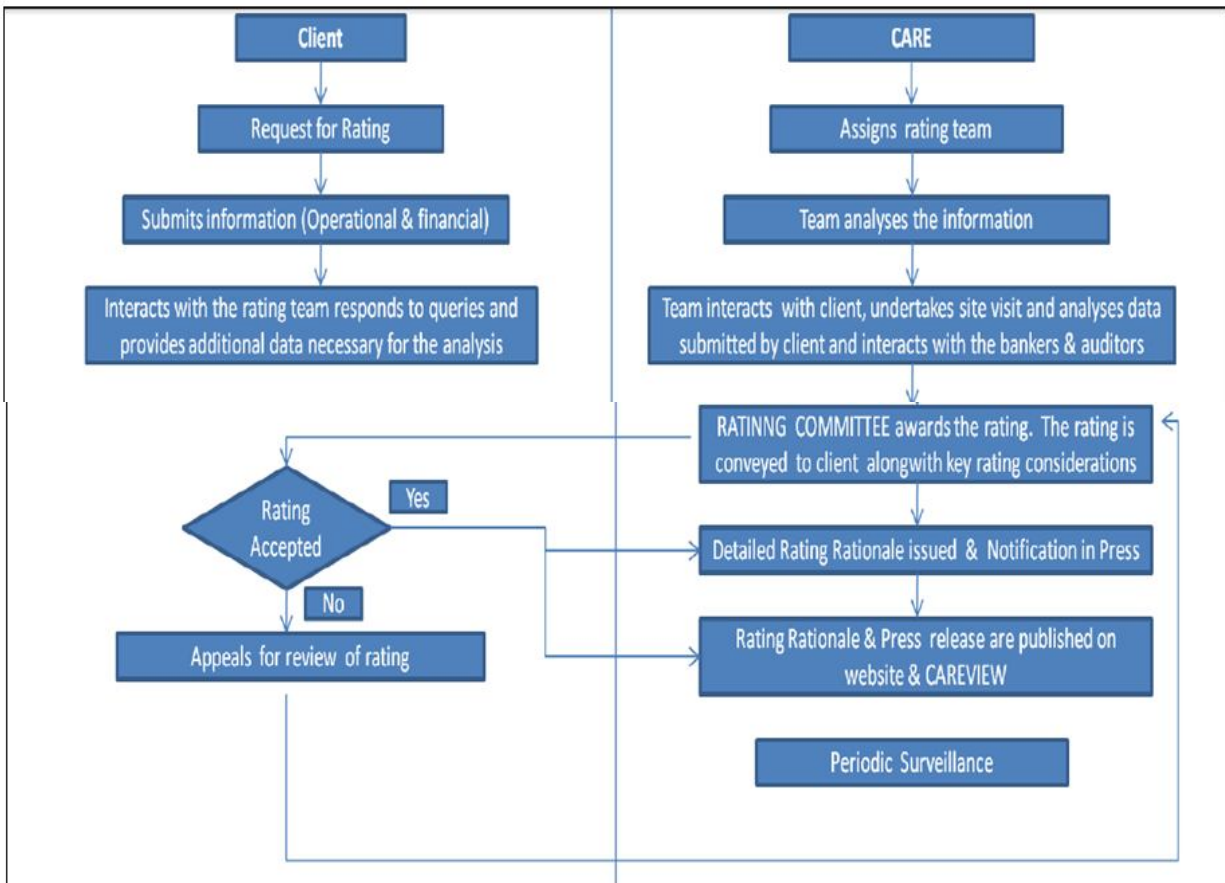 Client
Request for Rating
Submits information (Operational & financial)
Interacts with the rating team responds to queries and
provides additional data necessary for the analysis
CARE
Assigns rating team
Team analyses the information
Team interacts with client, undertakes site visit and analyses data
submitted by client and interacts with the bankers & auditors
RATINNG COMMITTEE awards the rating. The rating is
conveyed to client alongwith key rating considerations
Rating
Accepted
Yes
No
Appeals for review of rating
Detailed Rating Rationale issued & Notification in Press
Rating Rationale & Press release are published on
website & CAREVIEW
Periodic Surveillance